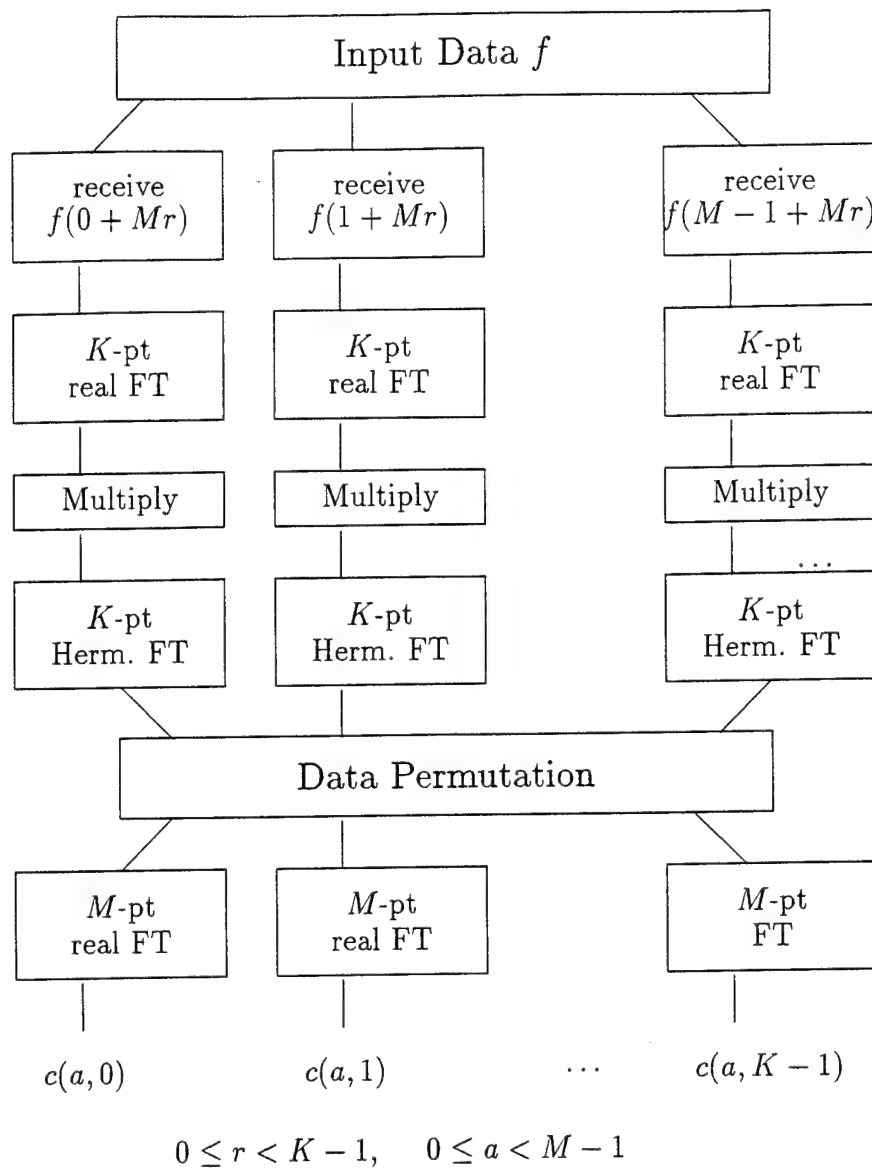 Input Data f
receive receive receive
f(0 + Mr) f(1 + Mr) f(M − 1 + Mr)
K-pt K-pt K-pt
real FT real FT real FT
Multiply Multiply Multiply
...
K-pt K-pt K-pt
Herm. FT Herm. FT Herm. FT
Data Permutation
M-pt M-pt M-pt
real FT real FT FT
c(a, 0) c(a, 1) ... c(a, K − 1)
0 ≤ r < K − 1, 0 ≤ a < M − 1